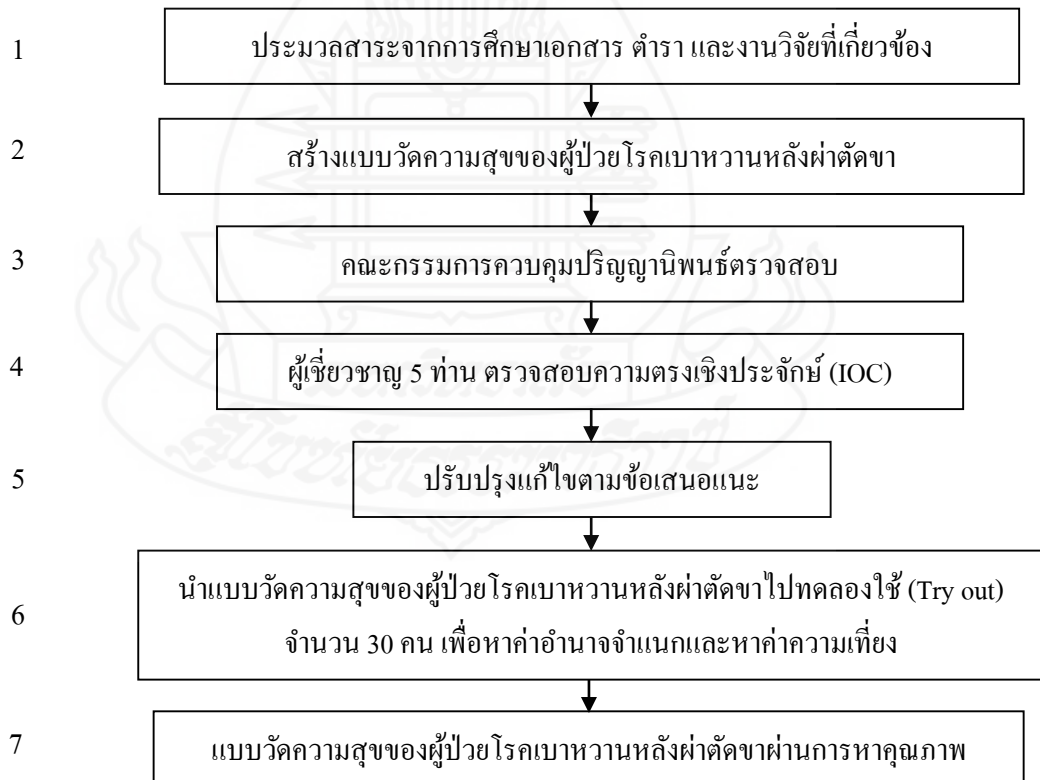 1 ประมวลสาระจากการศึกษาเอกสาร ตำรา และงานวิจัยที่เกี่ยวข้อง
2 สร้างแบบวัดความสุขของผู้ป่วยโรคเบาหวานหลังผ่าตัดขา
3 คณะกรรมการควบคุมปริญญานิพนธ์ตรวจสอบ
4 ผู้เชี่ยวชาญ 5 ท่าน ตรวจสอบความตรงเชิงประจักษ์ (IOC)
5 ปรับปรุงแก้ไขตามข้อเสนอแนะ
6 นำแบบวัดความสุขของผู้ป่วยโรคเบาหวานหลังผ่าตัดขาไปทดลองใช้ (Try out)
จำนวน 30 คน เพื่อหาค่าอำนาจจำแนกและหาค่าความเที่ยง
7 แบบวัดความสุขของผู้ป่วยโรคเบาหวานหลังผ่าตัดขาผ่านการหาคุณภาพ